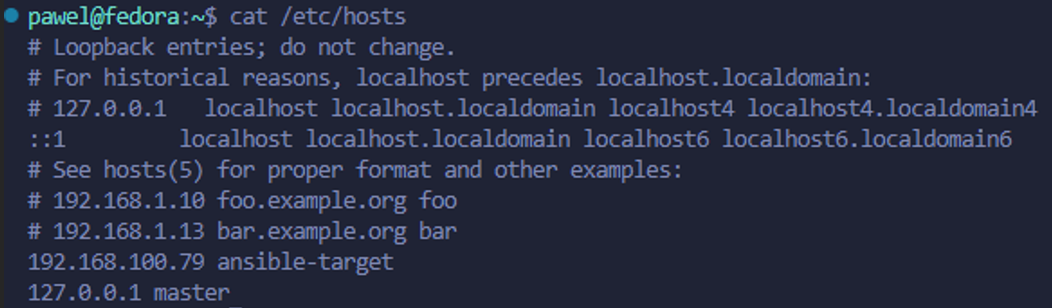 pawel@fedora:~$ cat /etc/hosts
# Loopback entries; do not change.
# For historical reasons, localhost precedes localhost.localdomain:
# 127.0.0.1   localhost localhost.localdomain localhost4 localhost4.localdomain4
::1         localhost localhost.localdomain localhost6 localhost6.localdomain6
# See hosts(5) for proper format and other examples:
# 192.168.1.10 foo.example.org foo
# 192.168.1.13 bar.example.org bar
192.168.100.79 ansible-target
127.0.0.1 master